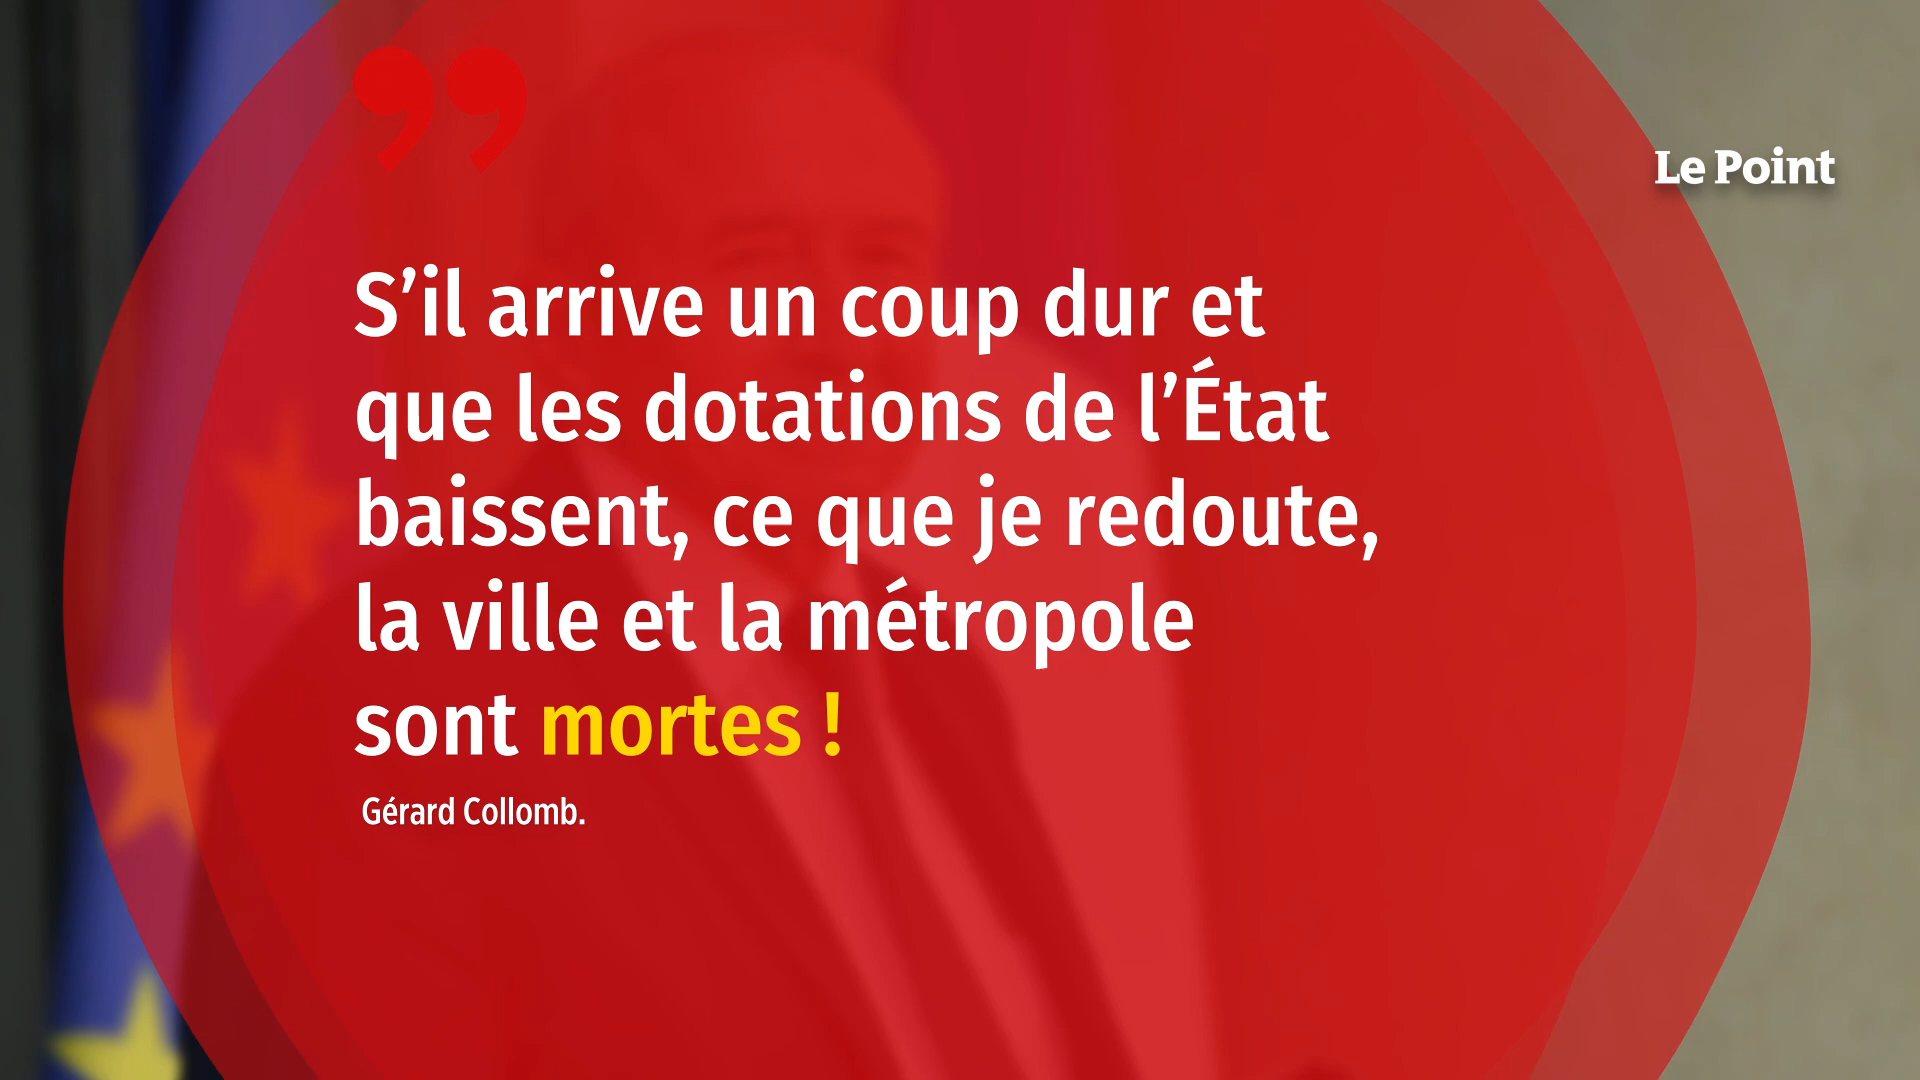 ”
Le Point
S’il arrive un coup dur et
que les dotations de l’État
baissent, ce que je redoute,
la ville et la métropole
sont mortes !
Gérard Collomb.